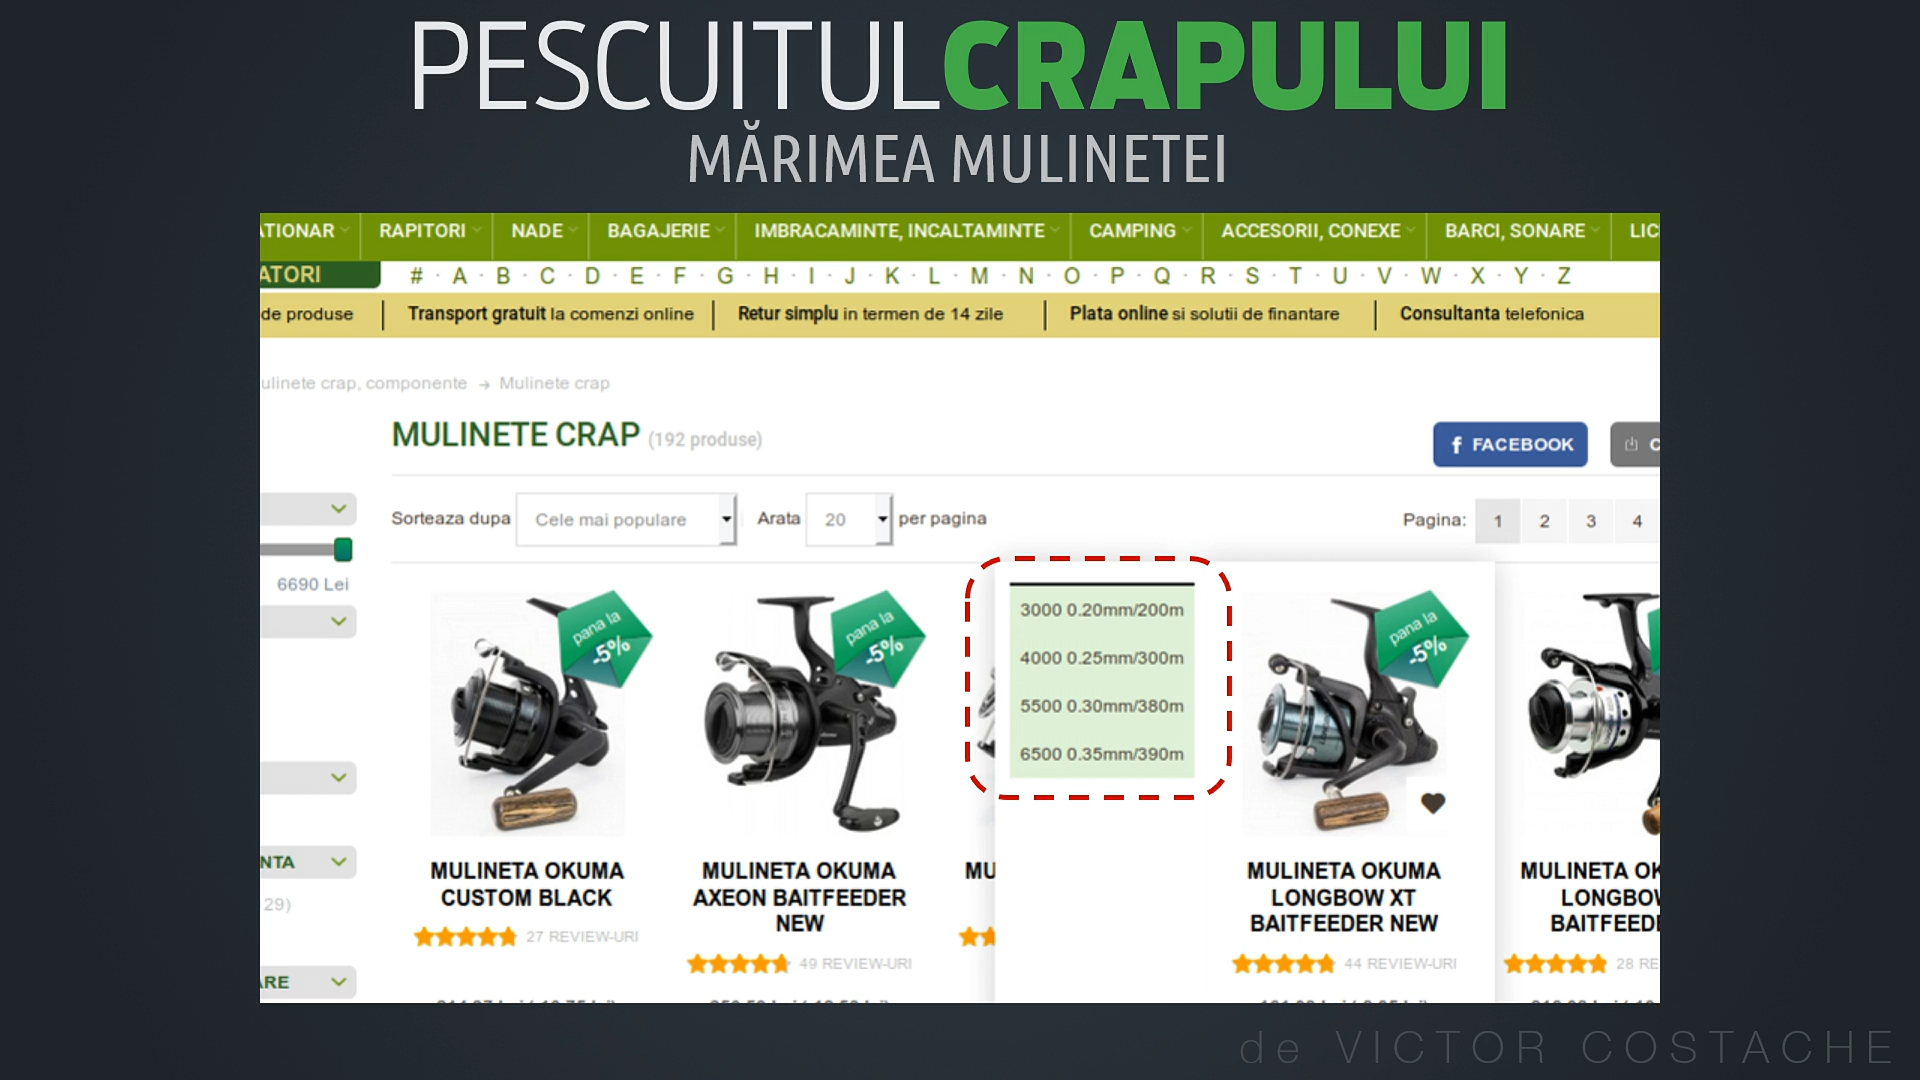 PESCUITULCRAPULUI
MĂRIMEA MULINETEI
RAPITORI NADE BAGAJERIE IMBRACAMINTE, INCALTAMINTE CAMPING ACCESORII, CONEXE BARCI, SONARE
# · A · B · C · D · E · F · G · H · I · J · K · L · M · N · O · P · Q · R · S · T · U · V · W · X · Y · Z
de produse Transport gratuit la comenzi online Retur simplu in termen de 14 zile Plata online si solutii de finantare Consultanta telefonica
ulinete crap, componente → Mulinete crap
MULINETE CRAP (192 produse)
FACEBOOK
Sorteaza dupa Cele mai populare Arata 20 per pagina Pagina: 1 2 3 4
6690 Lei
pana la
-5%
pana la
-5%
3000 0.20mm/200m
4000 0.25mm/300m
5500 0.30mm/380m
6500 0.35mm/390m
pana la
-5%
MULINETA OKUMA
CUSTOM BLACK
27 REVIEW-URI
MULINETA OKUMA
AXEON BAITFEEDER
NEW
49 REVIEW-URI
MULINETA OKUMA
LONGBOW XT
BAITFEEDER NEW
44 REVIEW-URI
MULINETA
28
de VICTOR COSTACHE